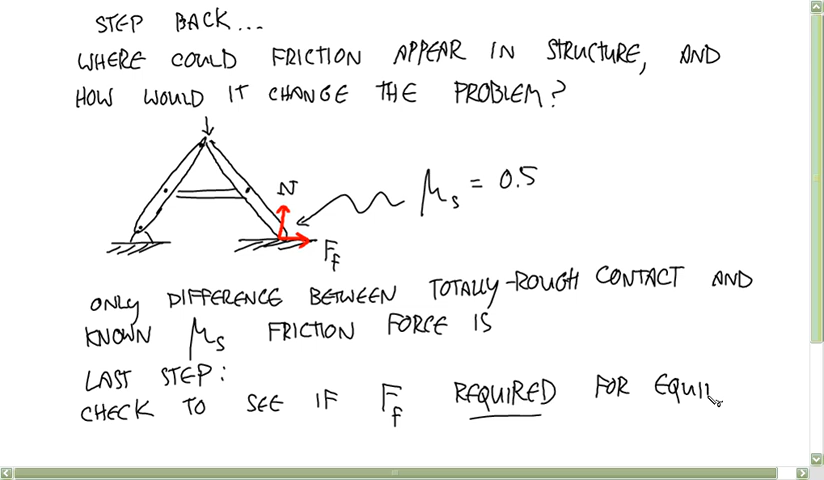 STEP BACK...
WHERE COULD FRICTION APPEAR IN STRUCTURE, AND
HOW WOULD IT CHANGE THE PROBLEM?
N
μs = 0.5
Ff
ONLY DIFFERENCE BETWEEN TOTALLY-ROUGH CONTACT AND
KNOWN μs FRICTION FORCE IS
LAST STEP:
CHECK TO SEE IF Ff REQUIRED FOR EQUIL